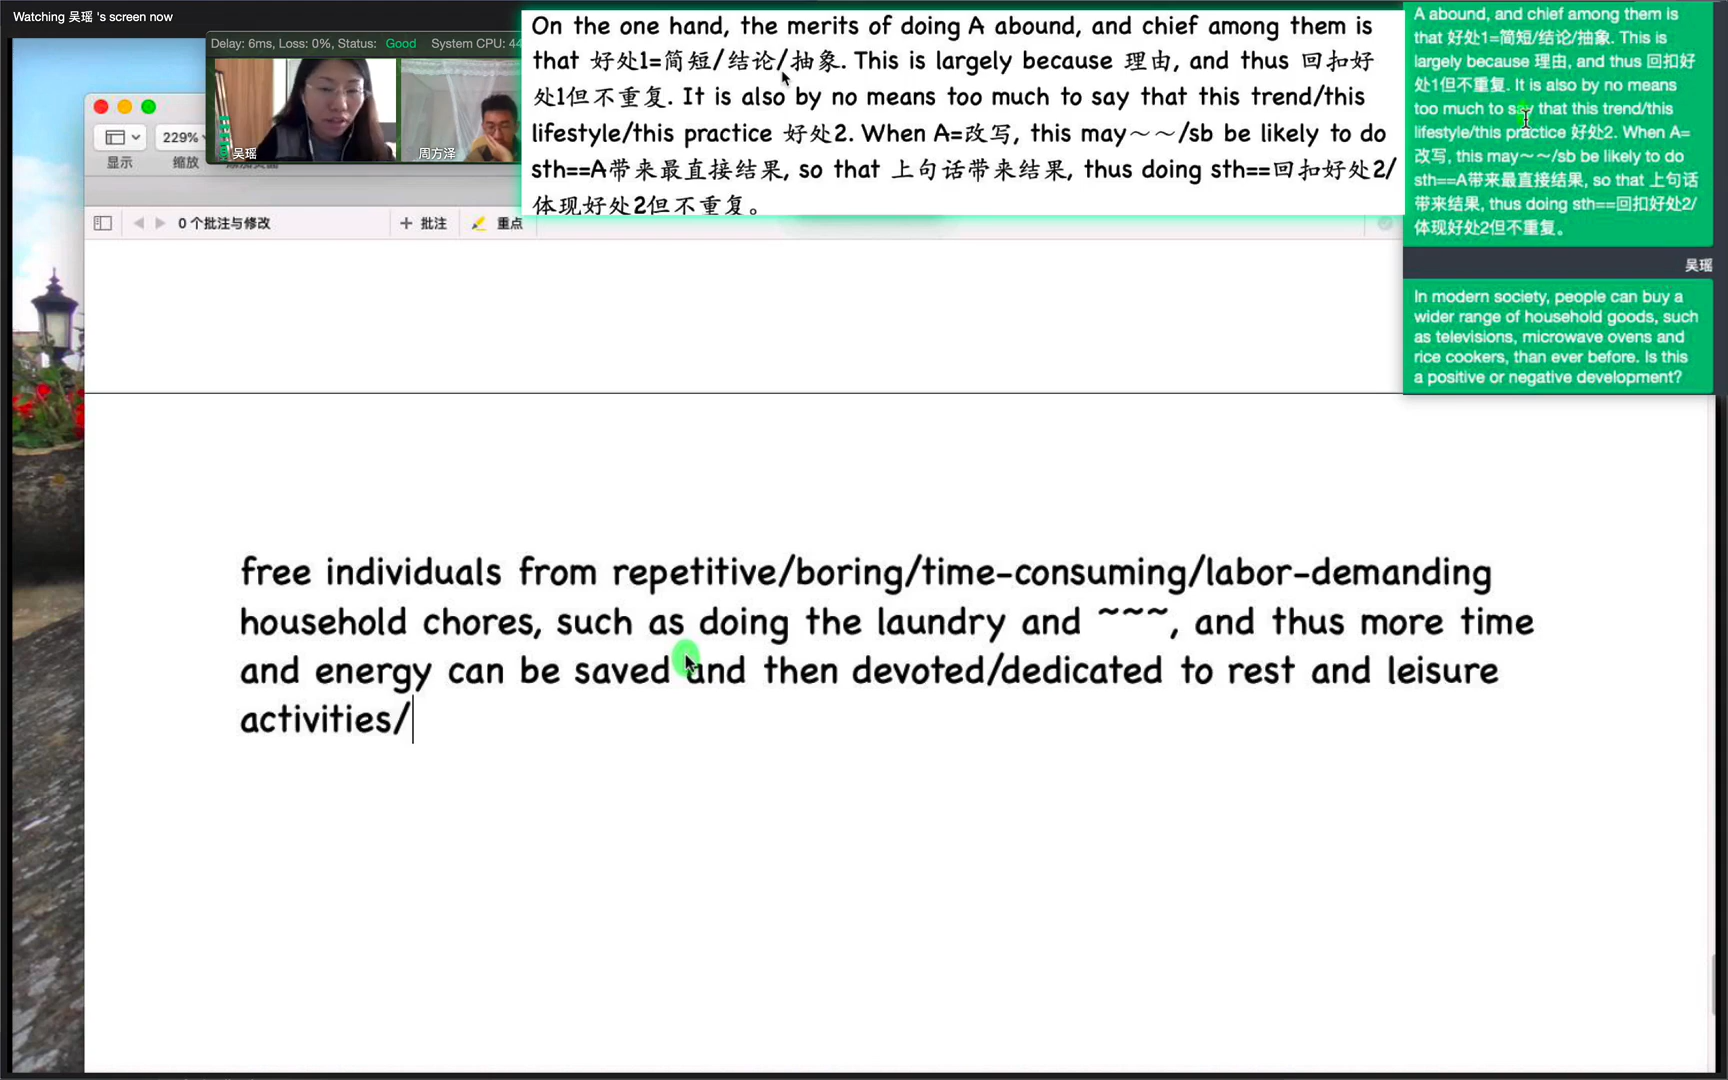 Watching 吴瑶 's screen now
Delay: 6ms, Loss: 0%, Status: Good System CPU: 44
吴瑶
周方泽
229%
显示
缩放
0 个批注与修改
批注
重点
On the one hand, the merits of doing A abound, and chief among them is
that 好处1=简短/结论/抽象. This is largely because 理由, and thus 回扣好
处1但不重复. It is also by no means too much to say that this trend/this
lifestyle/this practice 好处2. When A=改写, this may～～/sb be likely to do
sth==A带来最直接结果, so that 上句话带来结果, thus doing sth==回扣好处2/
体现好处2但不重复。
A abound, and chief among them is
that 好处1=简短/结论/抽象. This is
largely because 理由, and thus 回扣好
处1但不重复. It is also by no means
too much to say that this trend/this
lifestyle/this practice 好处2. When A=
改写, this may～～/sb be likely to do
sth==A带来最直接结果, so that 上句话
带来结果, thus doing sth==回扣好处2/
体现好处2但不重复。
吴瑶
In modern society, people can buy a
wider range of household goods, such
as televisions, microwave ovens and
rice cookers, than ever before. Is this
a positive or negative development?
free individuals from repetitive/boring/time-consuming/labor-demanding
household chores, such as doing the laundry and ~~~, and thus more time
and energy can be saved and then devoted/dedicated to rest and leisure
activities/